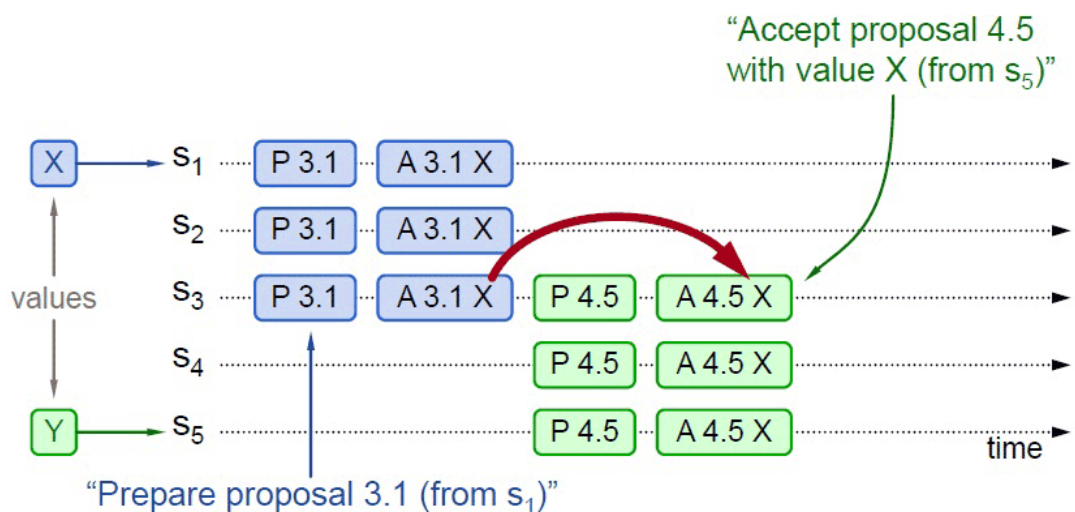 “Accept proposal 4.5
with value X (from s₅)”
X s₁ P 3.1 A 3.1 X
s₂ P 3.1 A 3.1 X
values s₃ P 3.1 A 3.1 X P 4.5 A 4.5 X
s₄ P 4.5 A 4.5 X
Y s₅ P 4.5 A 4.5 X
time
“Prepare proposal 3.1 (from s₁)”